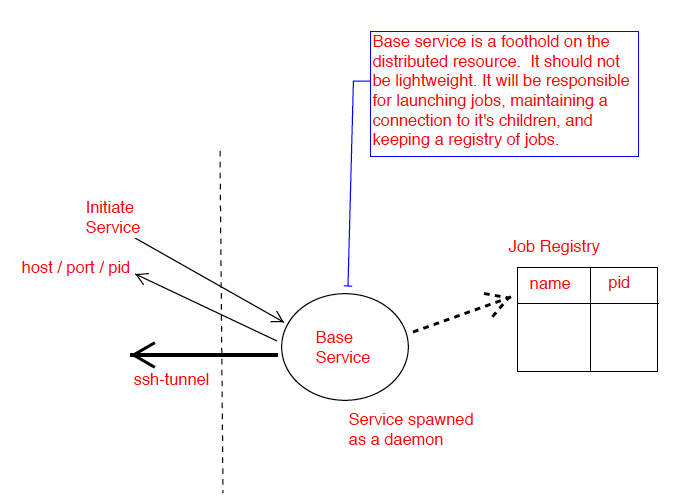 Base service is a foothold on the
distributed resource.  It should not
be lightweight. It will be responsible
for launching jobs, maintaining a
connection to it's children, and
keeping a registry of jobs.
Initiate
Service
host / port / pid
Job Registry
name
pid
Base
Service
ssh-tunnel
Service spawned
as a daemon